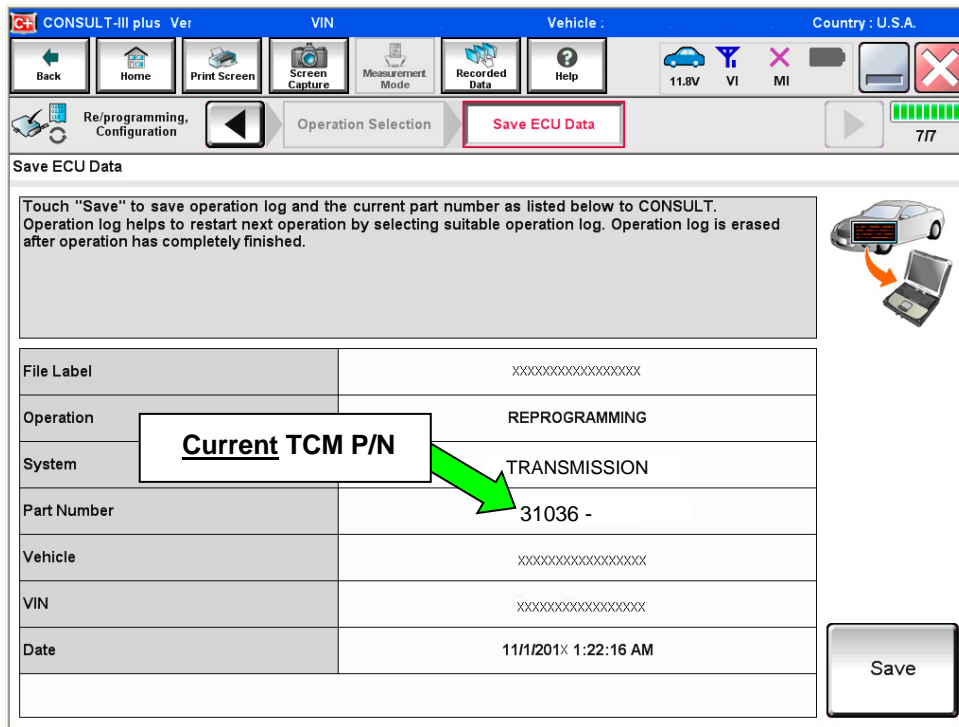 C+ CONSULT-III plus Ver VIN Vehicle : Country : U.S.A.
Back Home Print Screen Screen Capture Measurement Mode Recorded Data Help 11.8V VI MI
Re/programming, Configuration Operation Selection Save ECU Data 7/7
Save ECU Data
Touch "Save" to save operation log and the current part number as listed below to CONSULT.
Operation log helps to restart next operation by selecting suitable operation log. Operation log is erased
after operation has completely finished.
File Label XXXXXXXXXXXXXXXXX
Operation REPROGRAMMING
Current TCM P/N
System TRANSMISSION
Part Number 31036 -
Vehicle XXXXXXXXXXXXXXXXX
VIN XXXXXXXXXXXXXXXXX
Date 11/1/201X 1:22:16 AM
Save